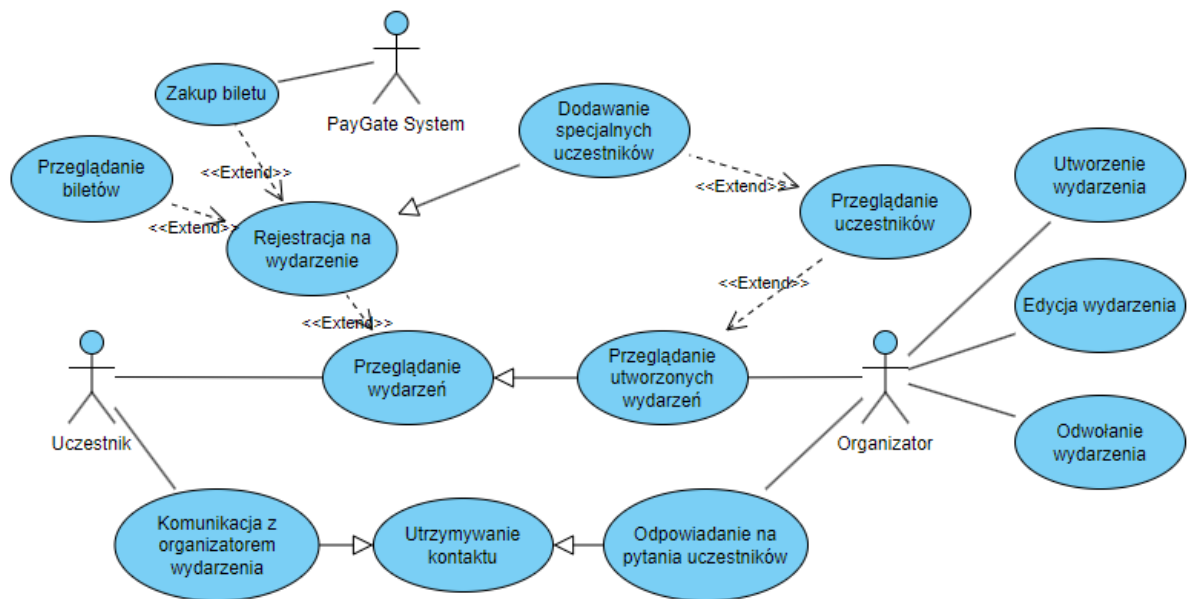 Zakup biletu
PayGate System
Dodawanie
specjalnych
uczestników
Przeglądanie
biletów
<<Extend>>
<<Extend>>
<<Extend>>
Utworzenie
wydarzenia
Przeglądanie
uczestników
Rejestracja na
wydarzenie
<<Extend>>
<<Extend>>
Edycja wydarzenia
Przeglądanie
wydarzeń
Przeglądanie
utworzonych
wydarzeń
Uczestnik
Organizator
Odwołanie
wydarzenia
Komunikacja z
organizatorem
wydarzenia
Utrzymywanie
kontaktu
Odpowiadanie na
pytania uczestników